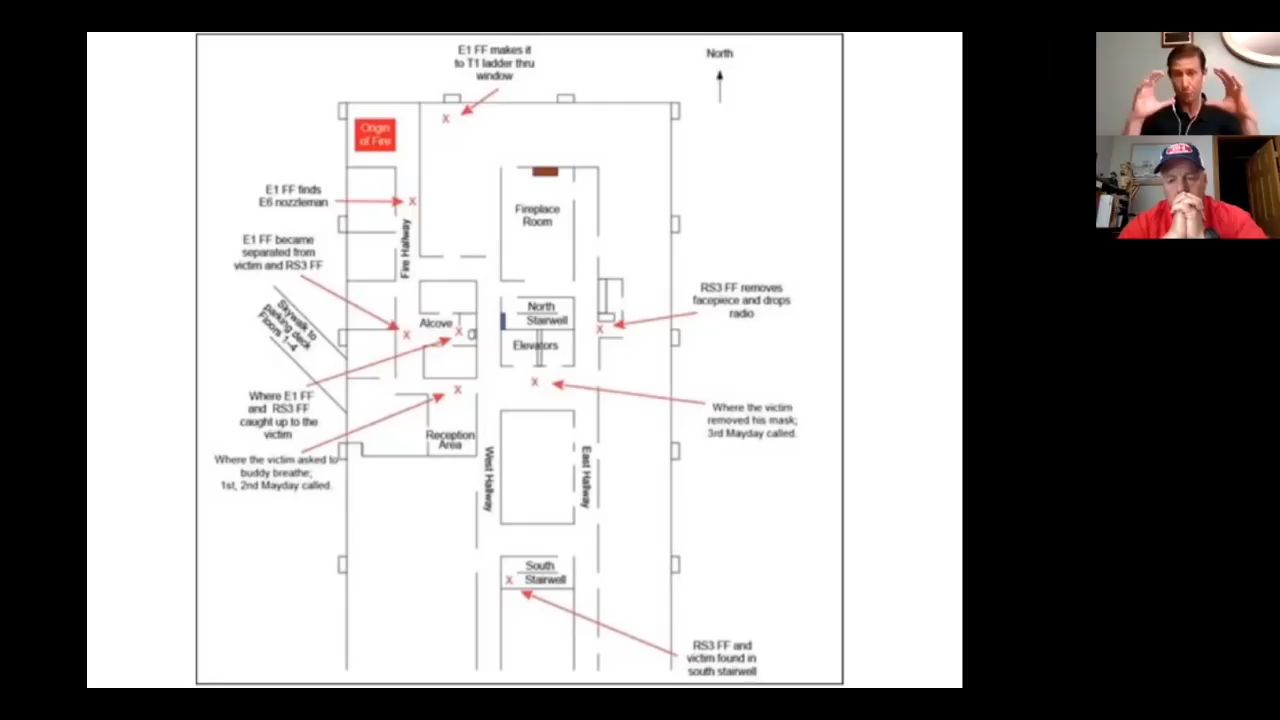 E1 FF makes it
to T1 ladder thru
window
North
Origin
of Fire
E1 FF finds
E6 nozzleman
Fireplace
Room
Fire Hallway
E1 FF became
separated from
victim and RS3 FF
Skywalk to
parking deck
Floors 1-4
Alcove
North
Stairwell
Elevators
RS3 FF removes
facepiece and drops
radio
Where E1 FF
and RS3 FF
caught up to the
victim
Where the victim
removed his mask;
3rd Mayday called.
Reception
Area
Where the victim asked to
buddy breathe;
1st, 2nd Mayday called.
West Hallway
East Hallway
South
Stairwell
RS3 FF and
victim found in
south stairwell
X
X
X
X
X
X
X
X